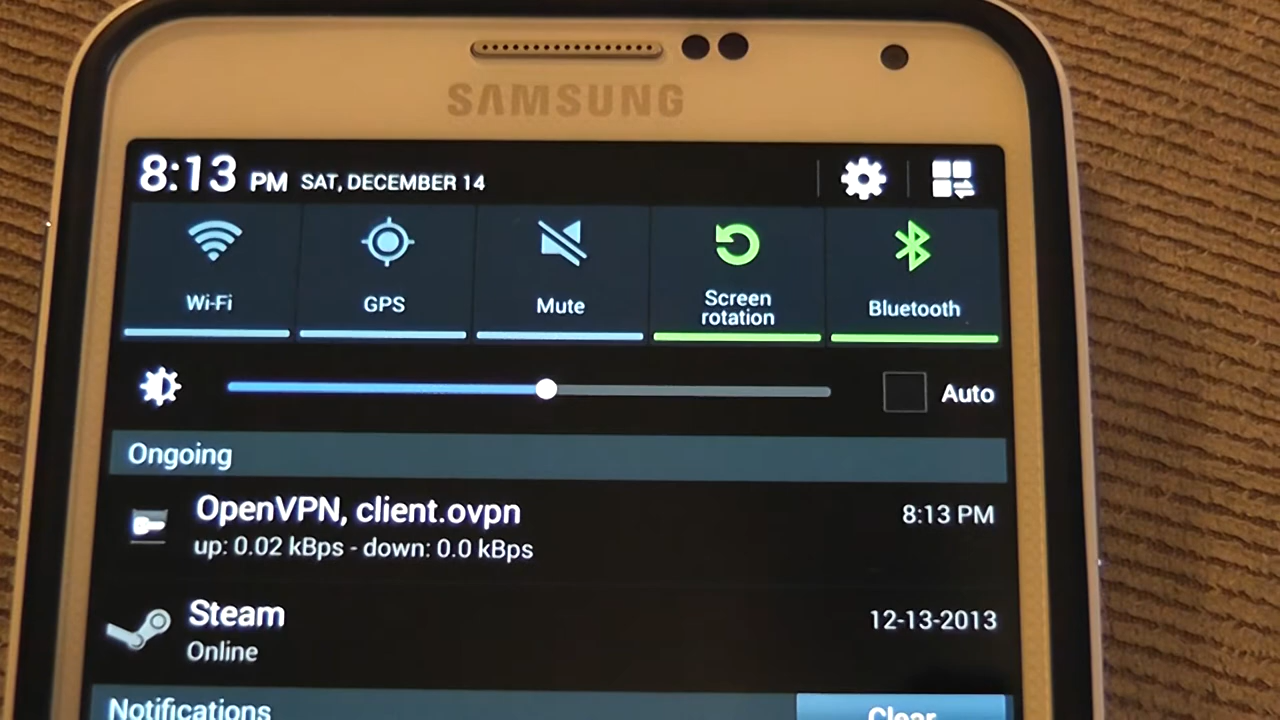 SAMSUNG
8:13 PM SAT, DECEMBER 14
Wi-Fi
GPS
Mute
Screen
rotation
Bluetooth
Auto
Ongoing
OpenVPN, client.ovpn
8:13 PM
up: 0.02 kBps - down: 0.0 kBps
Steam
12-13-2013
Online
Notifications
Clear